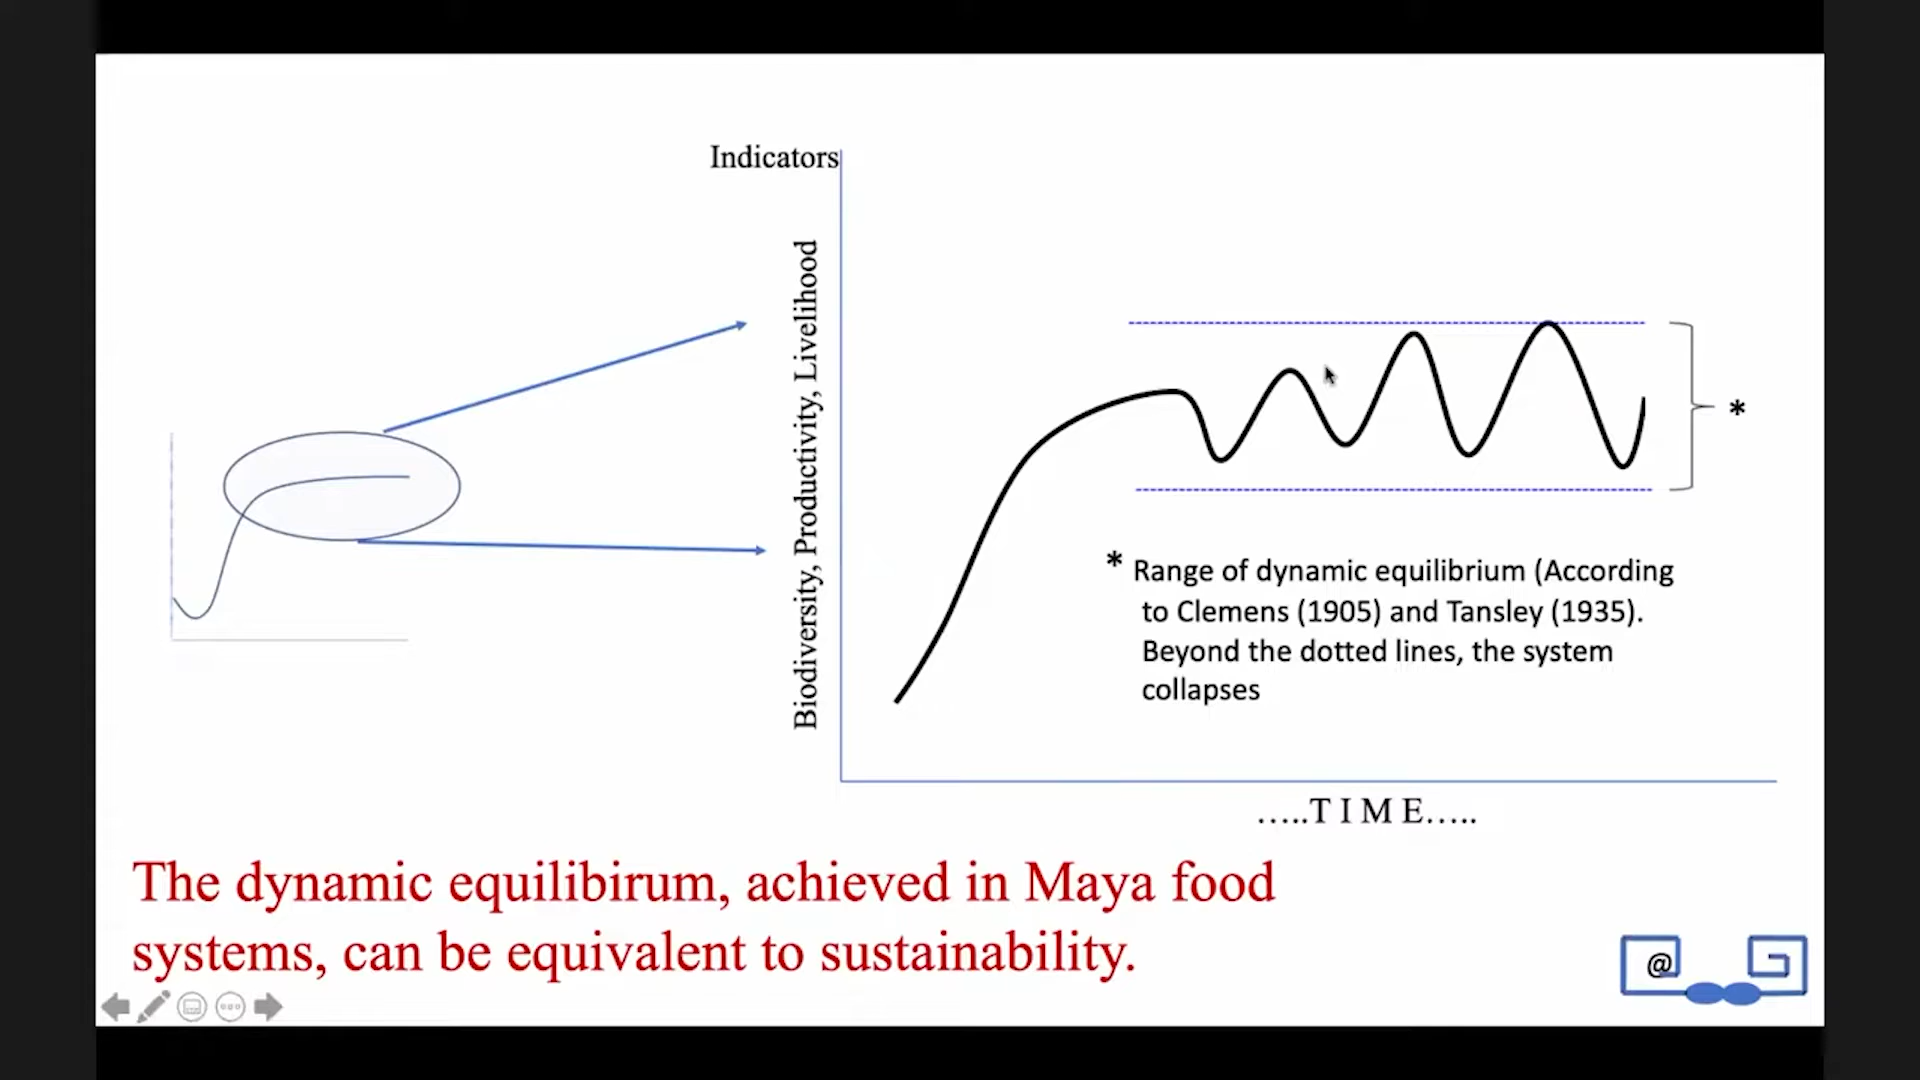 Indicators
Biodiversity, Productivity, Livelihood
*
* Range of dynamic equilibrium (According
to Clemens (1905) and Tansley (1935).
Beyond the dotted lines, the system
collapses
.....T I M E.....
The dynamic equilibirum, achieved in Maya food
systems, can be equivalent to sustainability.
@